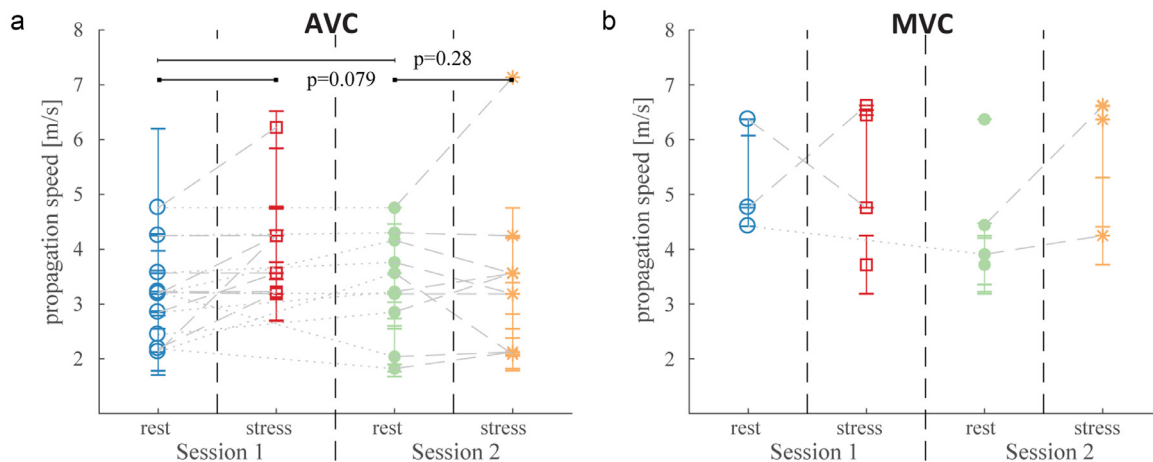 a
AVC
propagation speed [m/s]
8
7
6
5
4
3
2
p=0.28
p=0.079
rest
stress
rest
stress
Session 1
Session 2
b
MVC
propagation speed [m/s]
8
7
6
5
4
3
2
rest
stress
rest
stress
Session 1
Session 2